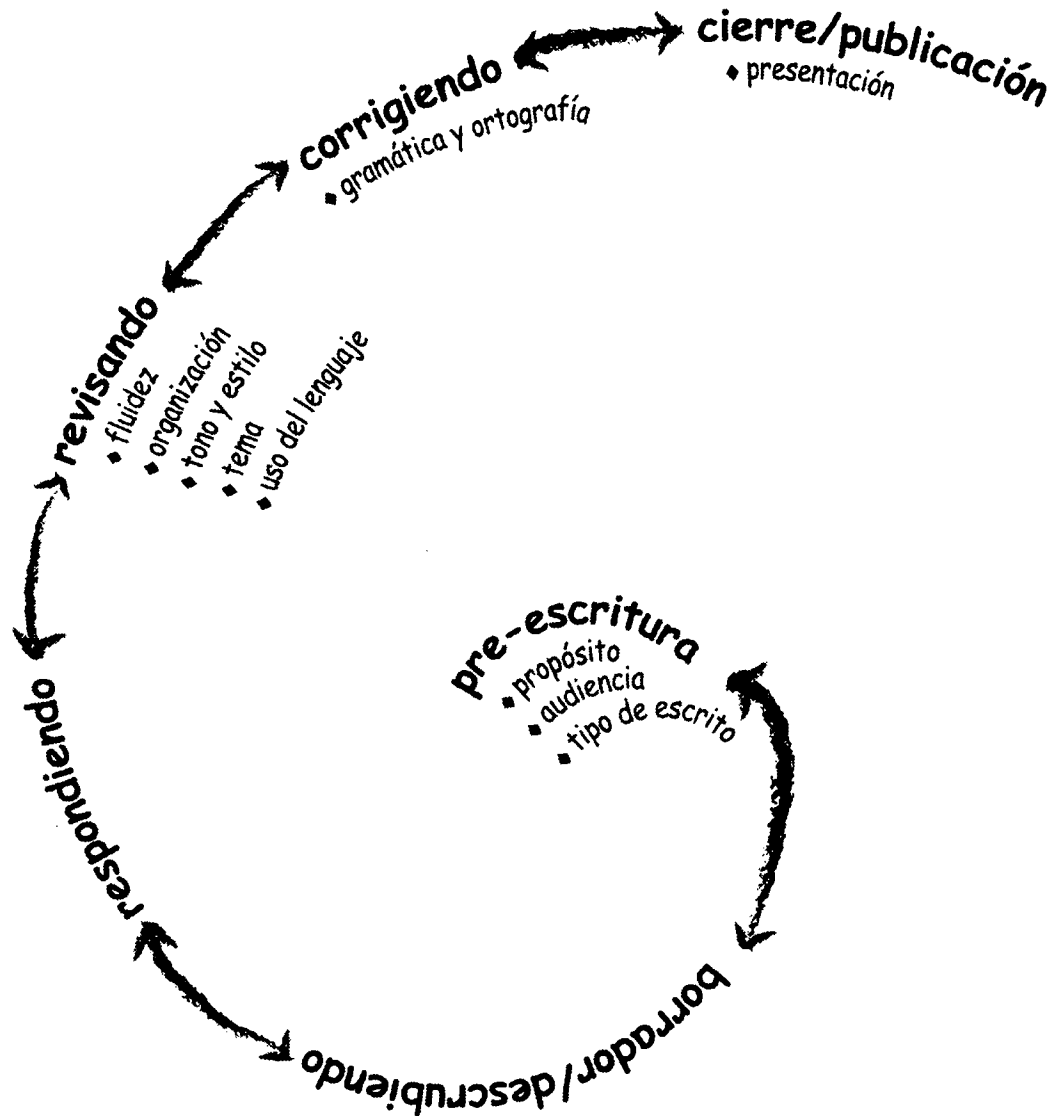 pre-escritura
♦ propósito
♦ audiencia
♦ tipo de escrito
borrador/descrubiendo
respondiendo
revisando
♦ fluidez
♦ organización
♦ tono y estilo
♦ tema
♦ uso del lenguaje
corrigiendo
♦ gramática y ortografía
cierre/publicación
♦ presentación